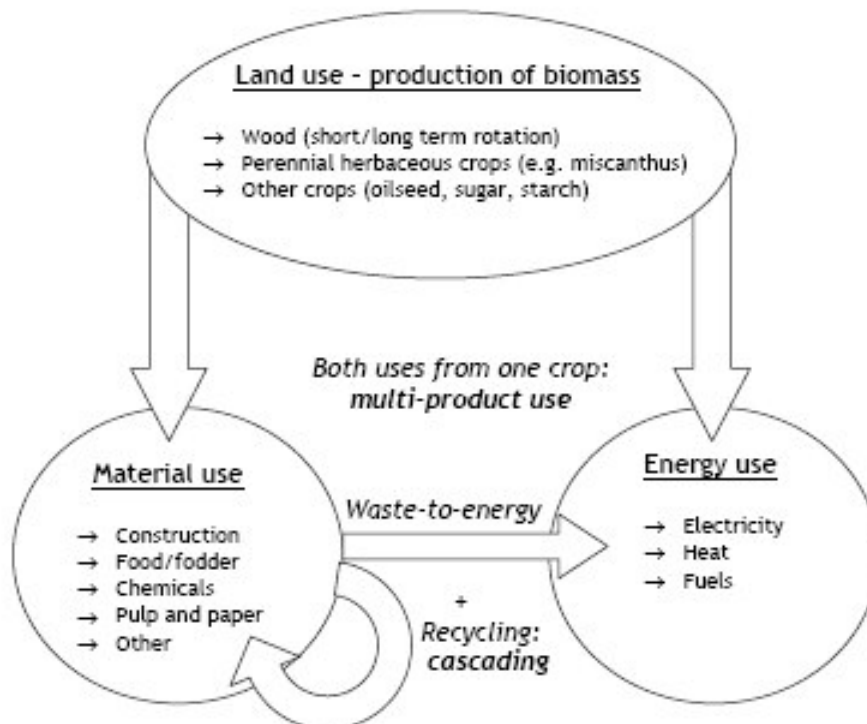 Land use - production of biomass
→ Wood (short/long term rotation)
→ Perennial herbaceous crops (e.g. miscanthus)
→ Other crops (oilseed, sugar, starch)
Both uses from one crop:
multi-product use
Material use
→ Construction
→ Food/fodder
→ Chemicals
→ Pulp and paper
→ Other
Waste-to-energy
+
Recycling:
cascading
Energy use
→ Electricity
→ Heat
→ Fuels